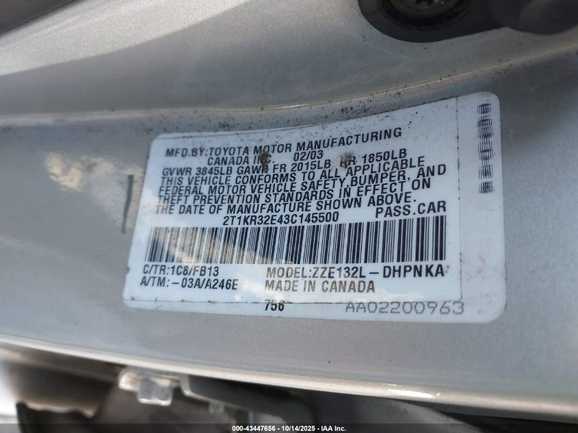 MFD.BY:TOYOTA MOTOR MANUFACTURING
CANADA INC 02/03
GVWR 3845LB GAWR FR 2015LB RR 1850LB
THIS VEHICLE CONFORMS TO ALL APPLICABLE
FEDERAL MOTOR VEHICLE SAFETY, BUMPER, AND
THEFT PREVENTION STANDARDS IN EFFECT ON
THE DATE OF MANUFACTURE SHOWN ABOVE.
2T1KR32E43C145500 PASS.CAR
C/TR:1C8/FB13 MODEL:ZZE132L-DHPNKA
A/TM:-03A/A246E MADE IN CANADA
756 AA02200963
000-43447656 | 10/14/2025 | IAA Inc.